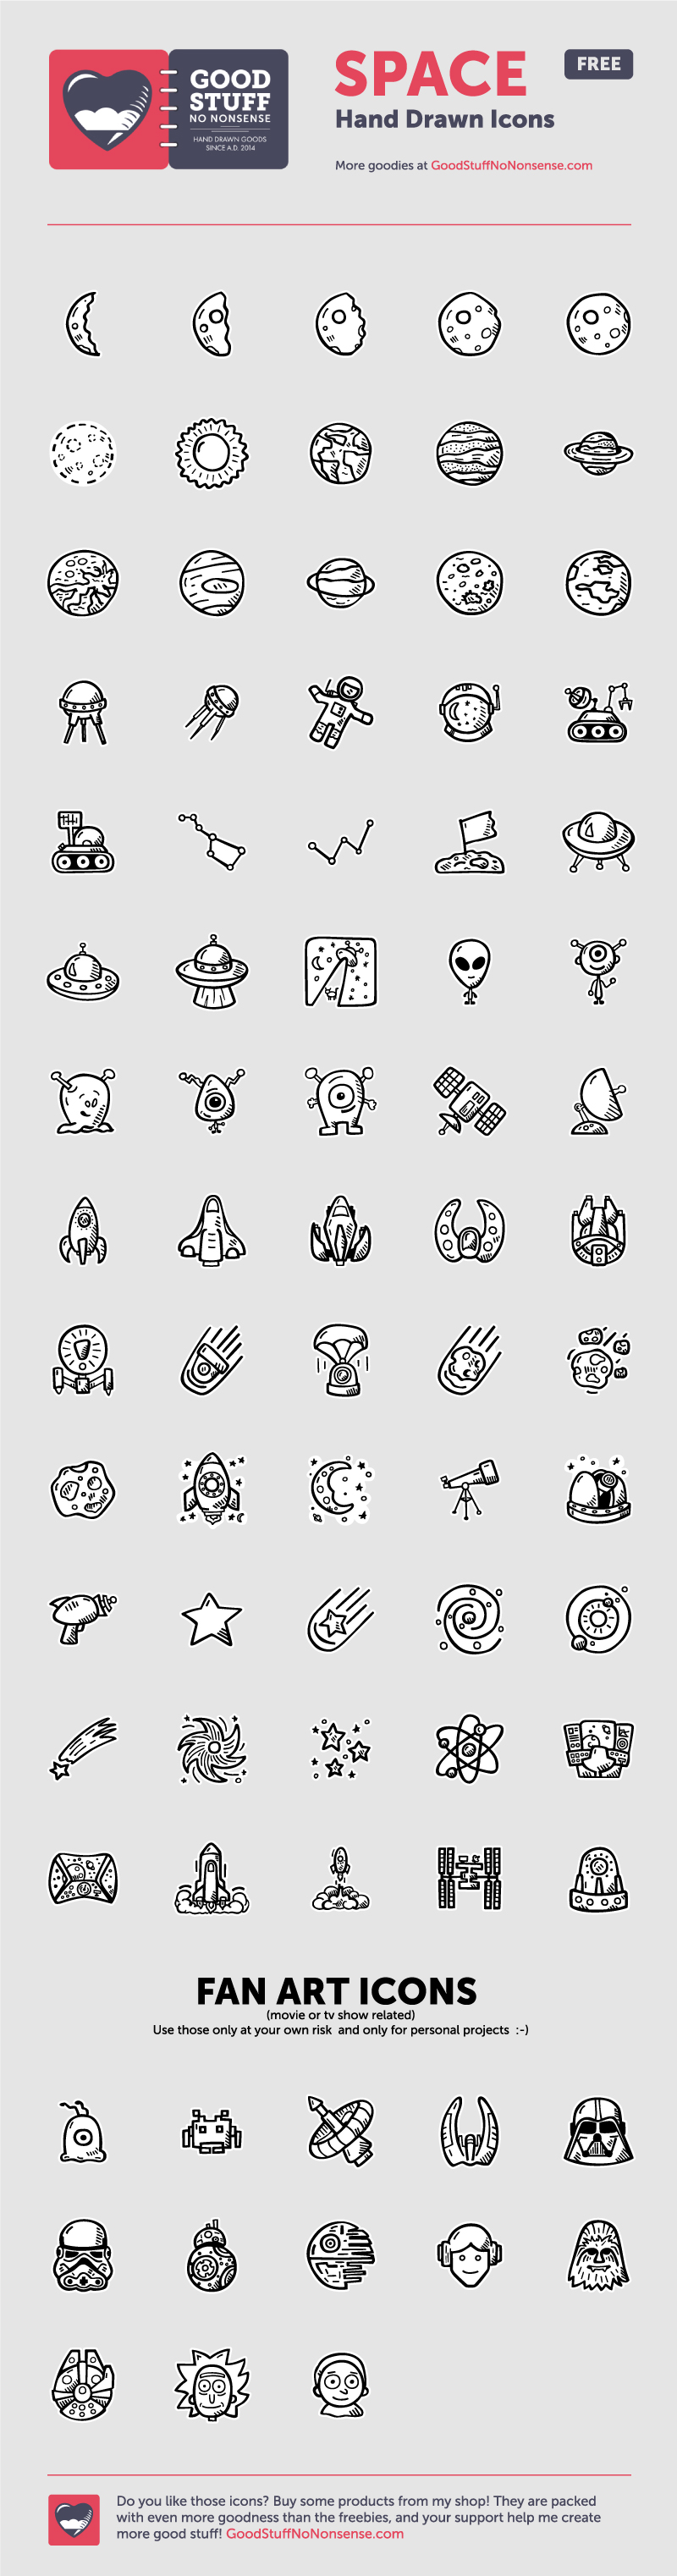 GOOD
STUFF
NO NONSENSE
HAND DRAWN GOODS
SINCE A.D. 2014
SPACE
FREE
Hand Drawn Icons
More goodies at GoodStuffNoNonsense.com
FAN ART ICONS
(movie or tv show related)
Use those only at your own risk and only for personal projects :-)
Do you like those icons? Buy some products from my shop! They are packed
with even more goodness than the freebies, and your support help me create
more good stuff! GoodStuffNoNonsense.com